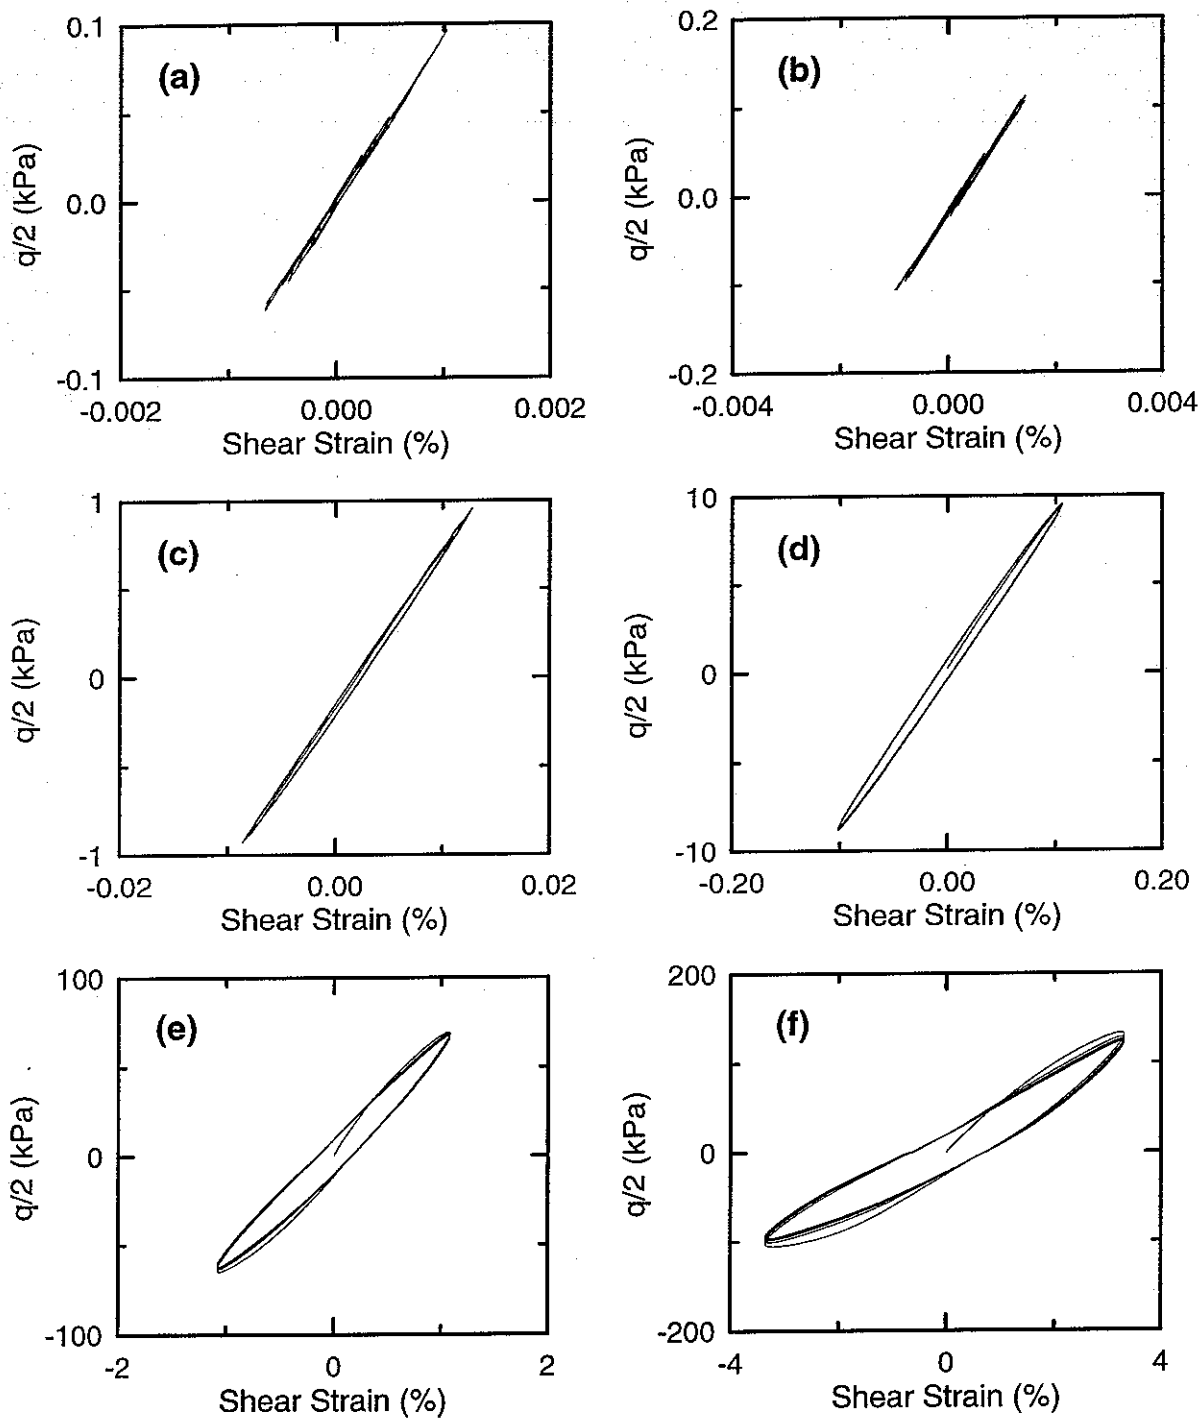 0.1
(a)
q/2 (kPa)
0.0
-0.1
-0.002
0.000
0.002
Shear Strain (%)
0.2
(b)
q/2 (kPa)
0.0
-0.2
-0.004
0.000
0.004
Shear Strain (%)
1
(c)
q/2 (kPa)
0
-1
-0.02
0.00
0.02
Shear Strain (%)
10
(d)
q/2 (kPa)
0
-10
-0.20
0.00
0.20
Shear Strain (%)
100
(e)
q/2 (kPa)
0
-100
-2
0
2
Shear Strain (%)
200
(f)
q/2 (kPa)
0
-200
-4
0
4
Shear Strain (%)